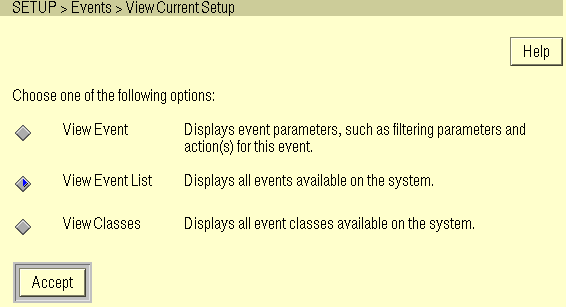 SETUP > Events > View Current Setup
Help
Choose one of the following options:
View Event Displays event parameters, such as filtering parameters and
action(s) for this event.
View Event List Displays all events available on the system.
View Classes Displays all event classes available on the system.
Accept